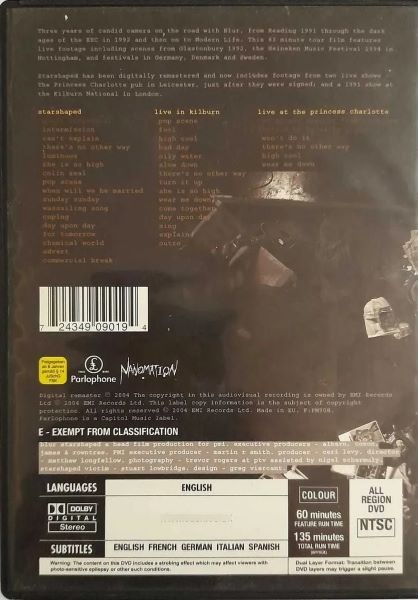 Three years of candid camera on the road with Blur, from Reading 1991 through the dark
ages of the EEC in 1992 and then on to Modern Life. This 60 minute tour film features
live footage including scenes from Glastonbury 1992, the Heineken Music Festival 1994 in
Nottingham, and festivals in Germany, Denmark and Sweden.
Starshaped has been digitally remastered and now includes footage from two live shows
The Princess Charlotte pub in Leicester, just after they were signed; and a 1991 show at
the Kilburn National in London.
starshaped
intermission
can't explain
there's no other way
luminous
she is so high
colin zeal
pop scene
when will we be married
sunday sunday
wassailing song
coping
day upon day
for tomorrow
chemical world
advert
commercial break
live in kilburn
pop scene
fool
high cool
bad day
oily water
slow down
there's no other way
turn it up
she is so high
wear me down
come together
day upon day
sing
explain
outro
live at the princess charlotte
won't do it
there's no other way
high cool
wear me down
7 24349 09019 4
Freigegeben
ab 6 Jahren
gemäß § 14
JuSchG
FSK
Parlophone
NANOMATION
Digital remaster © 2004 The copyright in this audiovisual recording is owned by EMI Records
Ltd © 2004 EMI Records Ltd. This label copy information is the subject of copyright
protection. All rights reserved © 2004 EMI Records Ltd. Made in EU.
Parlophone is a Capitol Music label.
E - EXEMPT FROM CLASSIFICATION
blur starshaped a head film production for pmi. executive producers - albarn, coxon,
james & rowntree. PMI executive producer - martin r smith. producer - ceri levy. director
- matthew longfellow. photography - trevor rogers at ptv assisted by nigel
starshaped victim - stuart lowbridge. design - greg
LANGUAGES
ENGLISH
DOLBY
DIGITAL
Stereo
SUBTITLES
ENGLISH FRENCH GERMAN ITALIAN SPANISH
COLOUR
60 minutes
FEATURE RUN TIME
135 minutes
TOTAL RUN TIME
ALL
REGION
DVD
NTSC
Warning: The content on this DVD includes a strobing effect which may affect viewers with
photo-sensitive epilepsy or other such conditions.
Dual Layer Format: Transition between
DVD layers may trigger a slight pause.